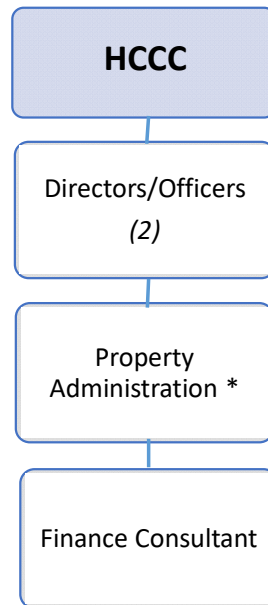 HCCC
Directors/Officers
(2)
Property
Administration *
Finance Consultant